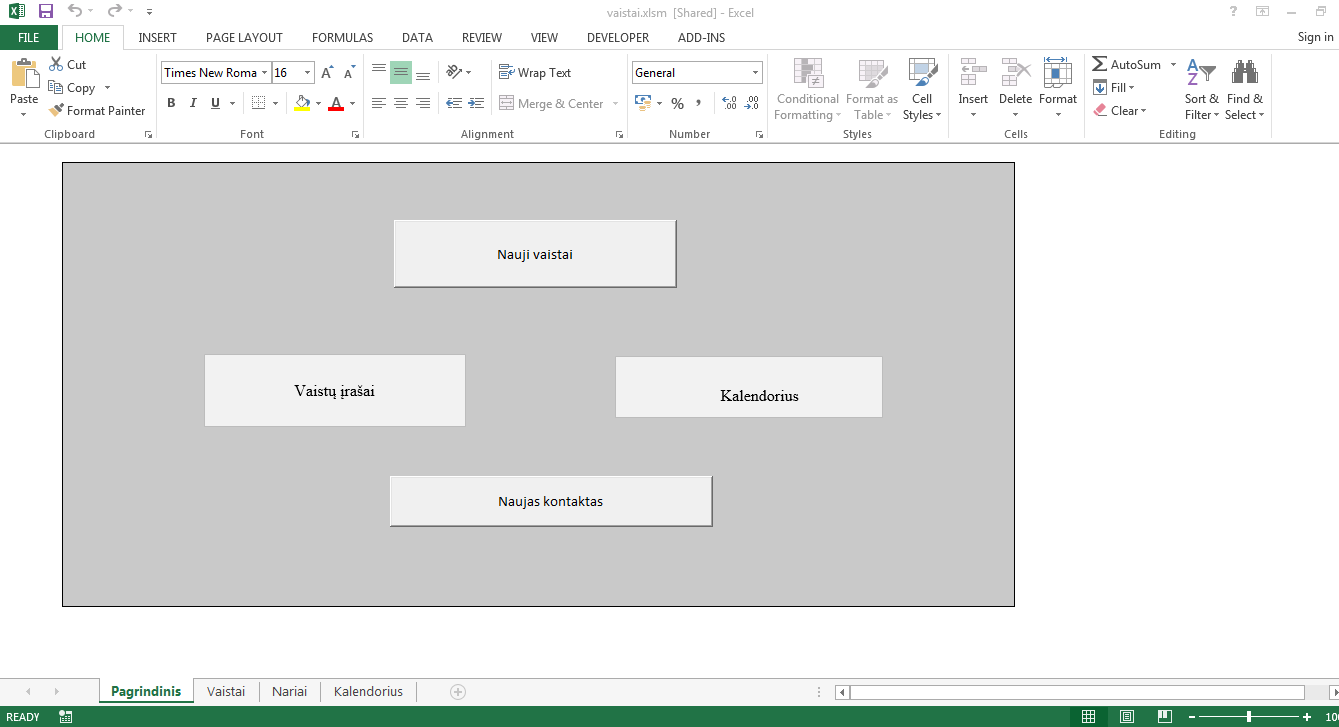 vaistai.xlsm [Shared] - Excel
FILE HOME INSERT PAGE LAYOUT FORMULAS DATA REVIEW VIEW DEVELOPER ADD-INS Sign in
Paste
Cut
Copy
Format Painter
Clipboard
Times New Roma 16
B I U
Font
Wrap Text
Merge & Center
Alignment
General
Number
Conditional Formatting
Format as Table
Cell Styles
Styles
Insert
Delete
Format
Cells
AutoSum
Fill
Clear
Sort & Filter
Find & Select
Editing
Nauji vaistai
Vaistų įrašai
Kalendorius
Naujas kontaktas
Pagrindinis Vaistai Nariai Kalendorius
READY